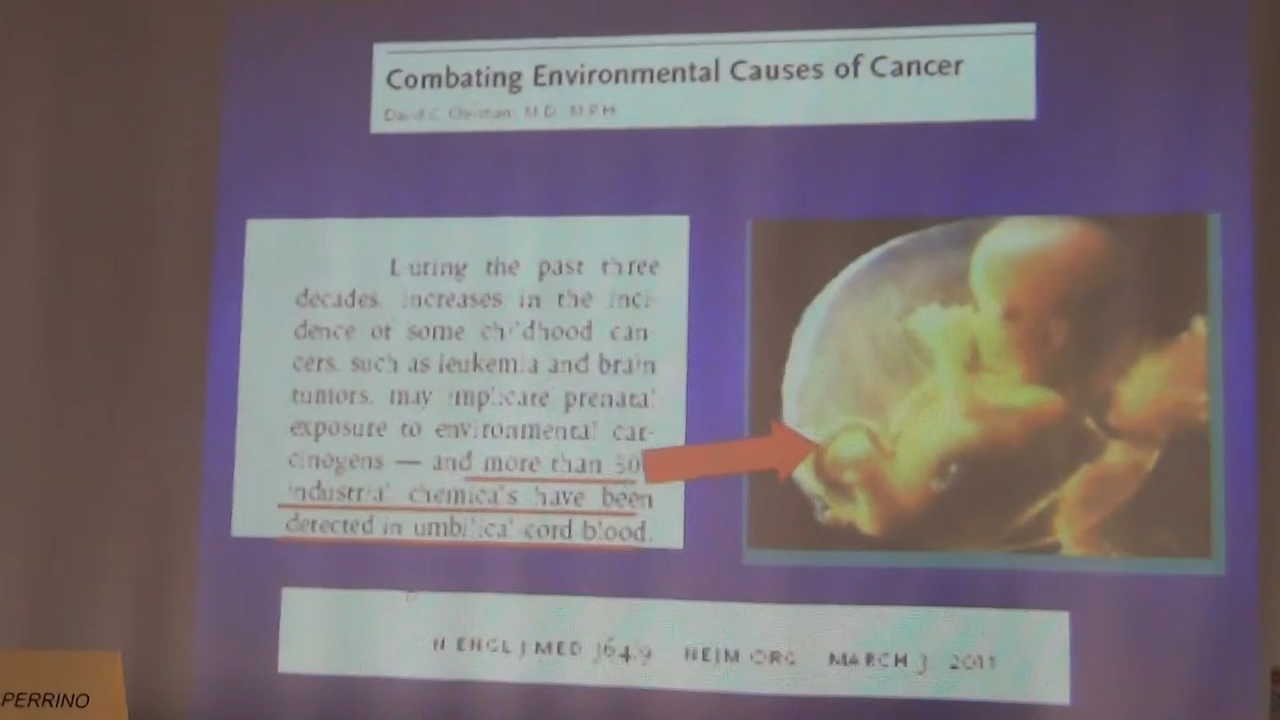 Combating Environmental Causes of Cancer
David C. Christiani, M.D., M.P.H.
During the past three
decades, increases in the inci-
dence of some childhood can-
cers, such as leukemia and brain
tumors, may implicate prenatal
exposure to environmental car-
cinogens — and more than
industrial chemicals have been
detected in umbilical cord blood.
N ENGL J MED 364;9 NEJM.ORG MARCH 3, 2011
PERRINO